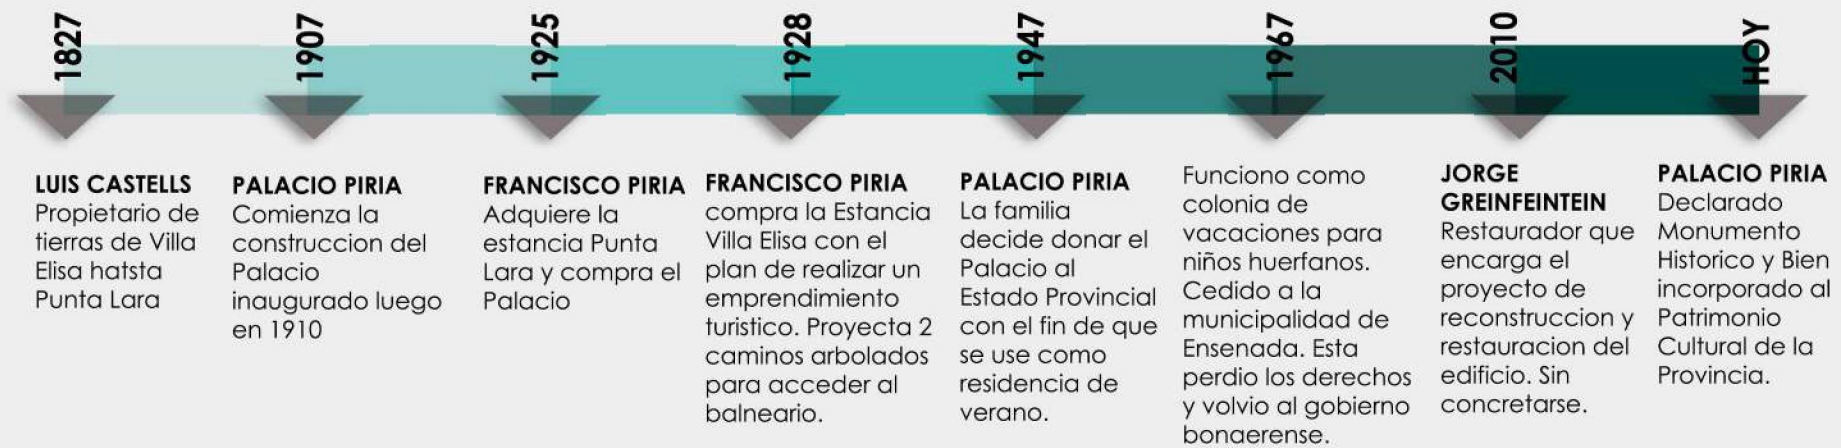 1827
LUIS CASTELLS
Propietario de
tierras de Villa
Elisa hatsta
Punta Lara
1907
PALACIO PIRIA
Comienza la
construccion del
Palacio
inaugurado luego
en 1910
1925
FRANCISCO PIRIA
Adquiere la
estancia Punta
Lara y compra el
Palacio
1928
FRANCISCO PIRIA
compra la Estancia
Villa Elisa con el
plan de realizar un
emprendimiento
turistico. Proyecta 2
caminos arbolados
para acceder al
balneario.
1947
PALACIO PIRIA
La familia
decide donar el
Palacio al
Estado Provincial
con el fin de que
se use como
residencia de
verano.
1967
Funciono como
colonia de
vacaciones para
niños huerfanos.
Cedido a la
municipalidad de
Ensenada. Esta
perdio los derechos
y volvio al gobierno
bonaerense.
2010
JORGE
GREINFEINTEIN
Restaurador que
encarga el
proyecto de
reconstruccion y
restauracion del
edificio. Sin
concretarse.
HOY
PALACIO PIRIA
Declarado
Monumento
Historico y Bien
incorporado al
Patrimonio
Cultural de la
Provincia.